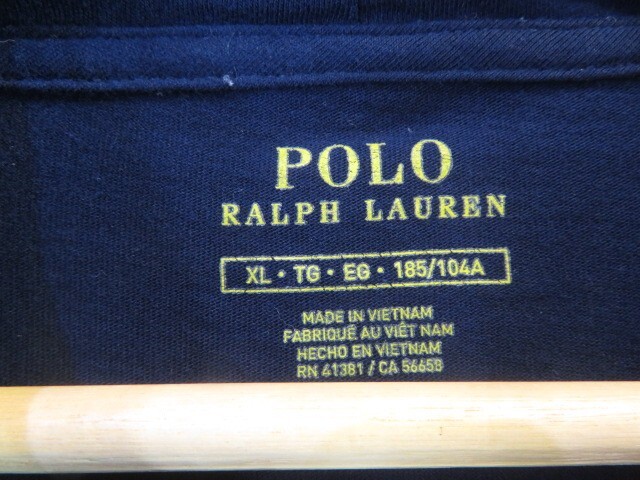 POLO
RALPH LAUREN
XL • TG • EG • 185/104A
MADE IN VIETNAM
FABRIQUÉ AU VIÊT NAM
HECHO EN VIETNAM
RN 41381 / CA 56658